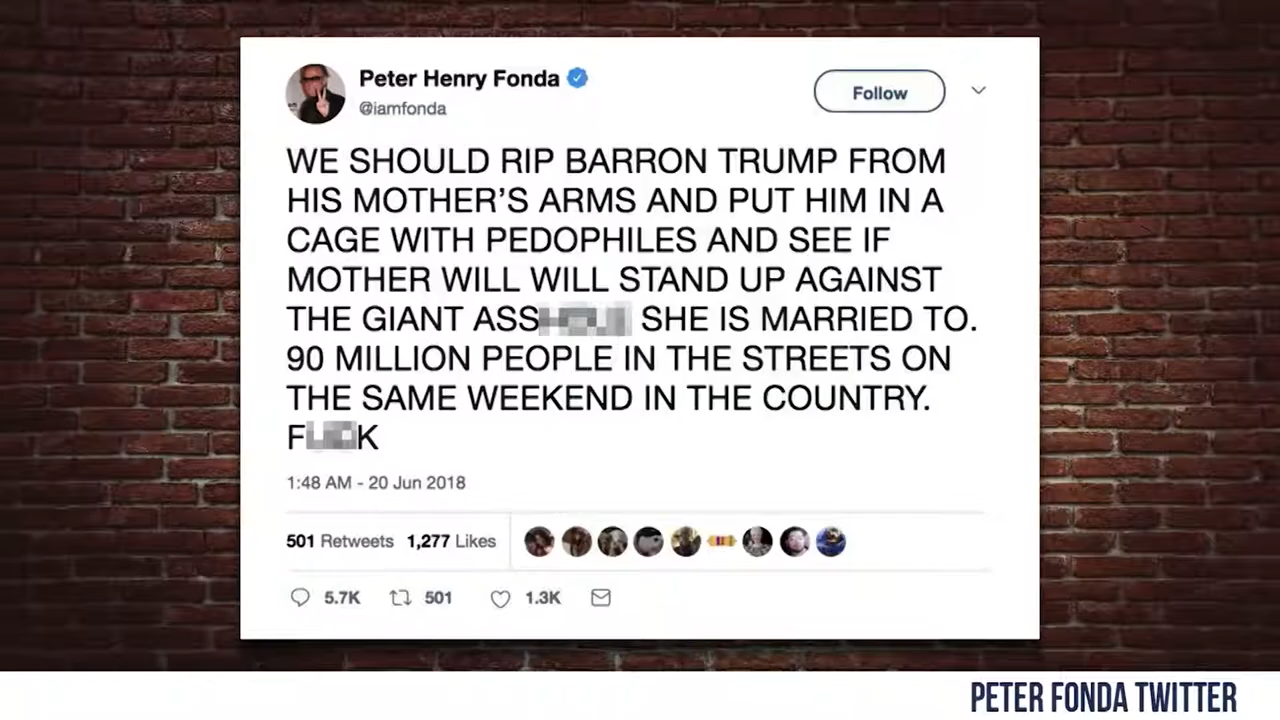 Peter Henry Fonda
@iamfonda
Follow
WE SHOULD RIP BARRON TRUMP FROM
HIS MOTHER'S ARMS AND PUT HIM IN A
CAGE WITH PEDOPHILES AND SEE IF
MOTHER WILL WILL STAND UP AGAINST
THE GIANT ASS SHE IS MARRIED TO.
90 MILLION PEOPLE IN THE STREETS ON
THE SAME WEEKEND IN THE COUNTRY.
F K
1:48 AM - 20 Jun 2018
501 Retweets 1,277 Likes
5.7K 501 1.3K
PETER FONDA TWITTER